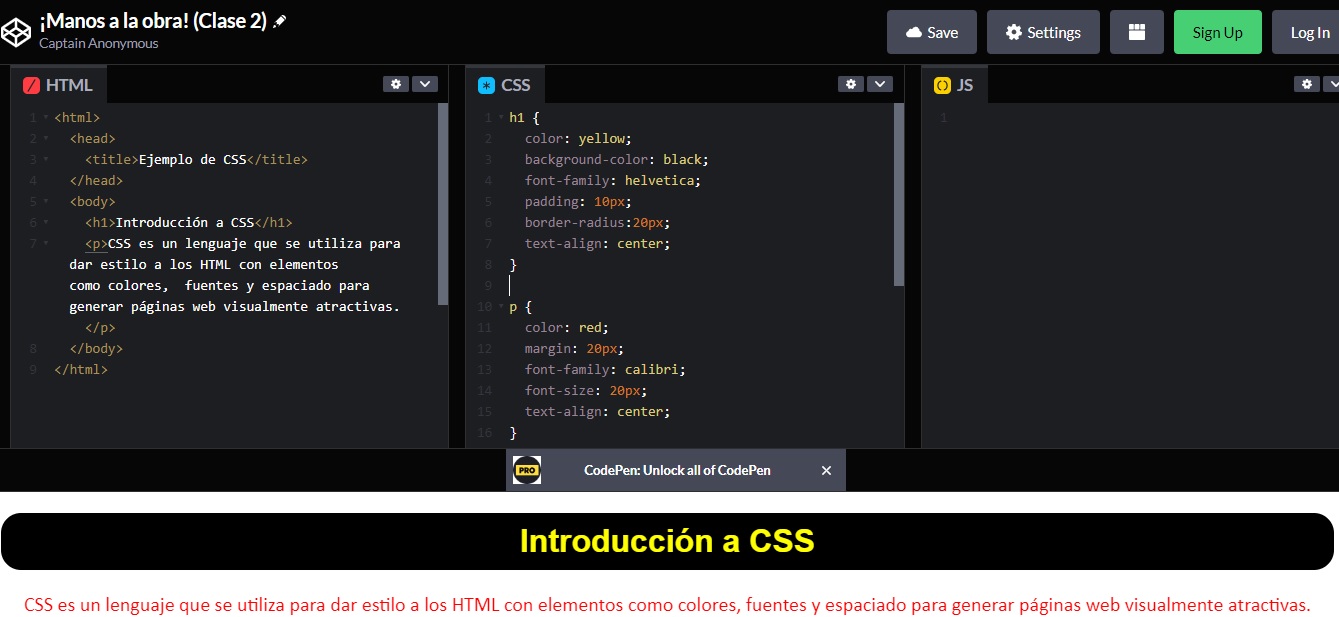 ¡Manos a la obra! (Clase 2)
Captain Anonymous
Save
Settings
Sign Up
Log In
HTML
1 <html>
2 <head>
3 <title>Ejemplo de CSS</title>
4 </head>
5 <body>
6 <h1>Introducción a CSS</h1>
7 <p>CSS es un lenguaje que se utiliza para
dar estilo a los HTML con elementos
como colores,  fuentes y espaciado para
generar páginas web visualmente atractivas.
</p>
8 </body>
9 </html>
CSS
1 h1 {
2 color: yellow;
3 background-color: black;
4 font-family: helvetica;
5 padding: 10px;
6 border-radius:20px;
7 text-align: center;
8 }
9
10 p {
11 color: red;
12 margin: 20px;
13 font-family: calibri;
14 font-size: 20px;
15 text-align: center;
16 }
JS
1
PRO
CodePen: Unlock all of CodePen
Introducción a CSS
CSS es un lenguaje que se utiliza para dar estilo a los HTML con elementos como colores, fuentes y espaciado para generar páginas web visualmente atractivas.